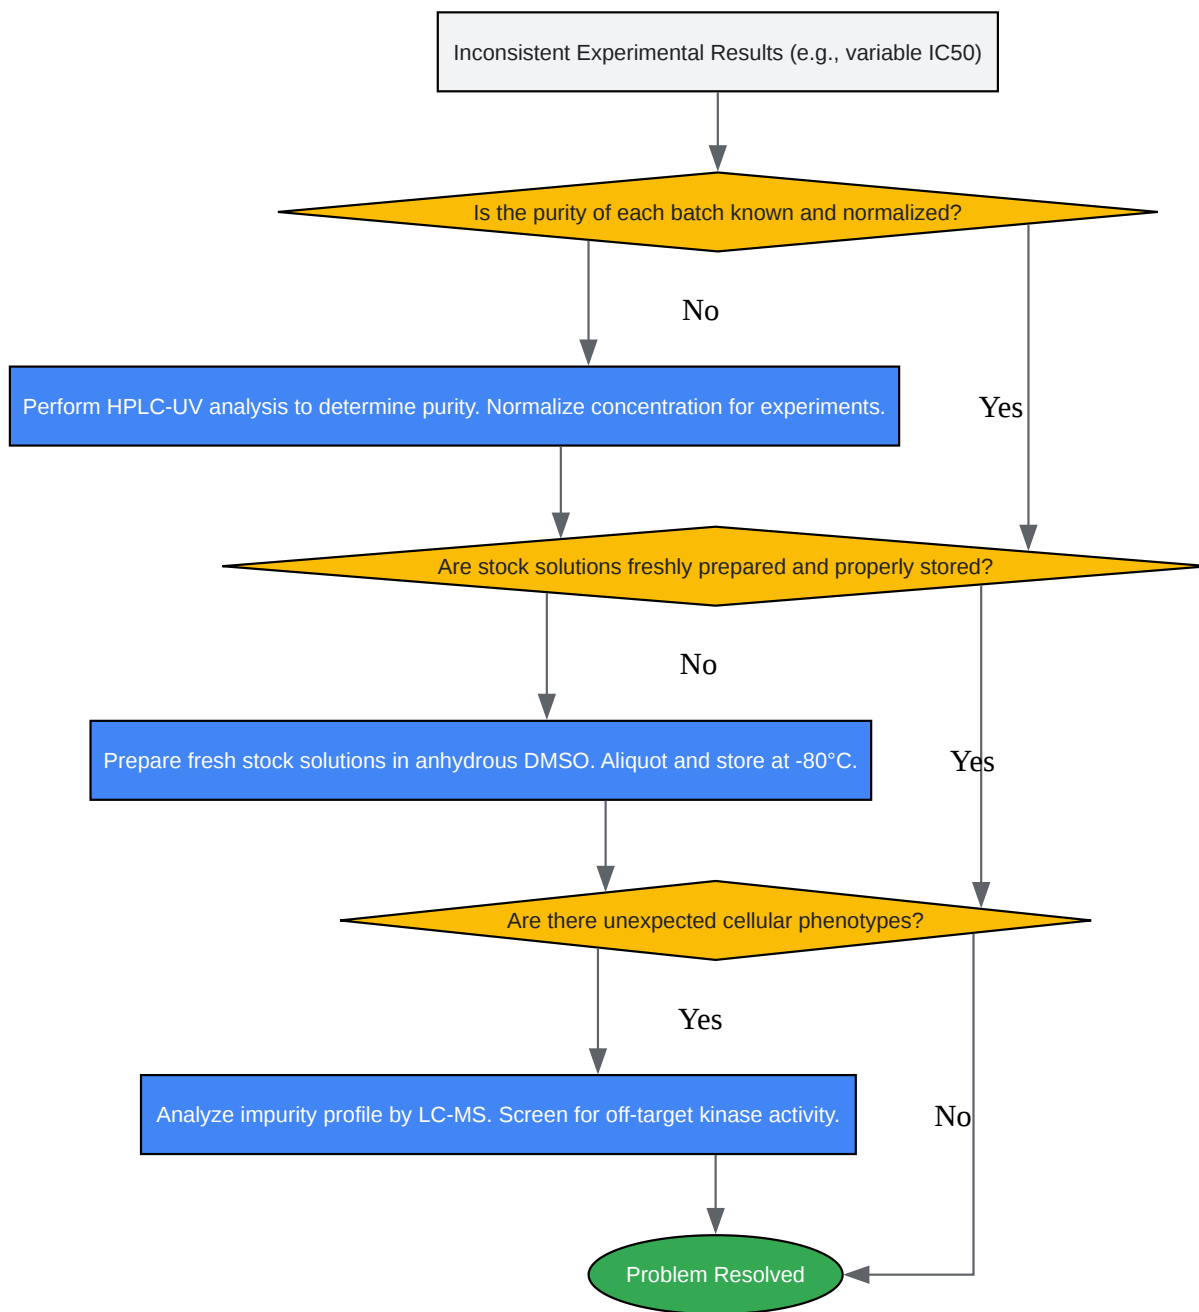 Inconsistent Experimental Results (e.g., variable IC50)
Is the purity of each batch known and normalized?
No
Perform HPLC-UV analysis to determine purity. Normalize concentration for experiments.
Yes
Are stock solutions freshly prepared and properly stored?
No
Prepare fresh stock solutions in anhydrous DMSO. Aliquot and store at -80°C.
Yes
Are there unexpected cellular phenotypes?
Yes
Analyze impurity profile by LC-MS. Screen for off-target kinase activity.
No
Problem Resolved